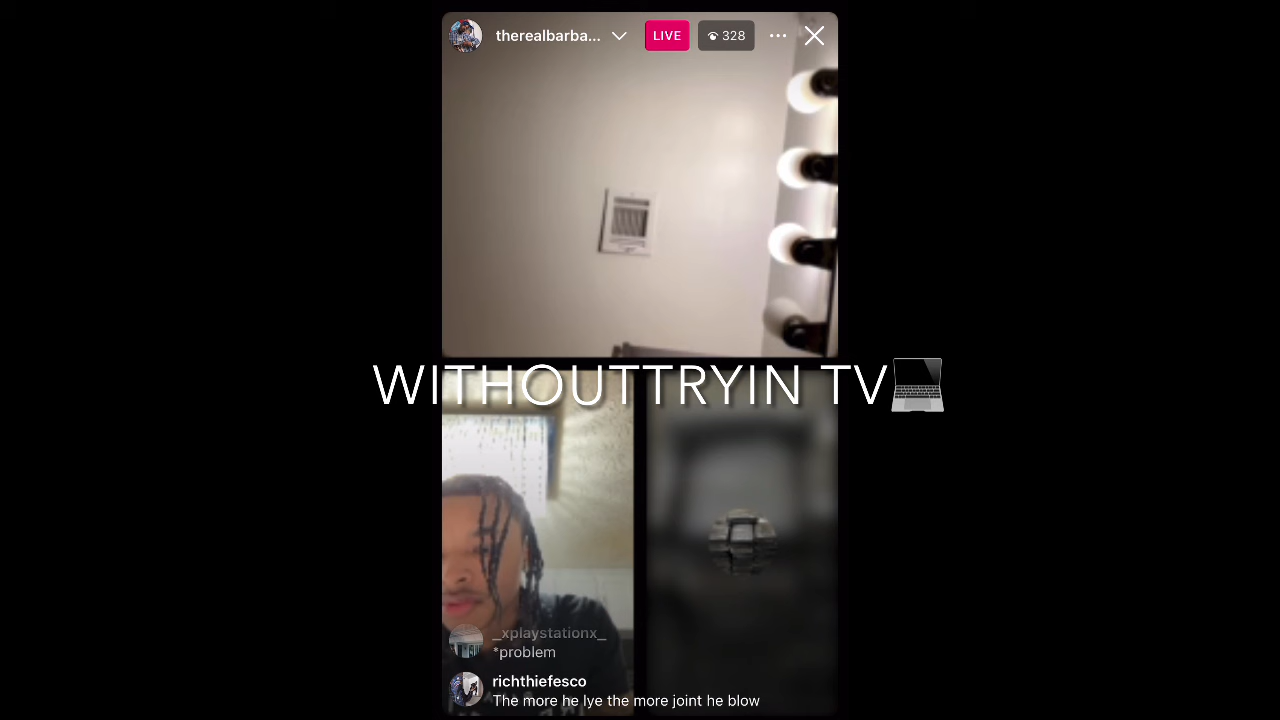 therealbarba...
LIVE
328
WITHOUTTRYIN TV
_xplaystationx_
*problem
richthiefesco
The more he lye the more joint he blow